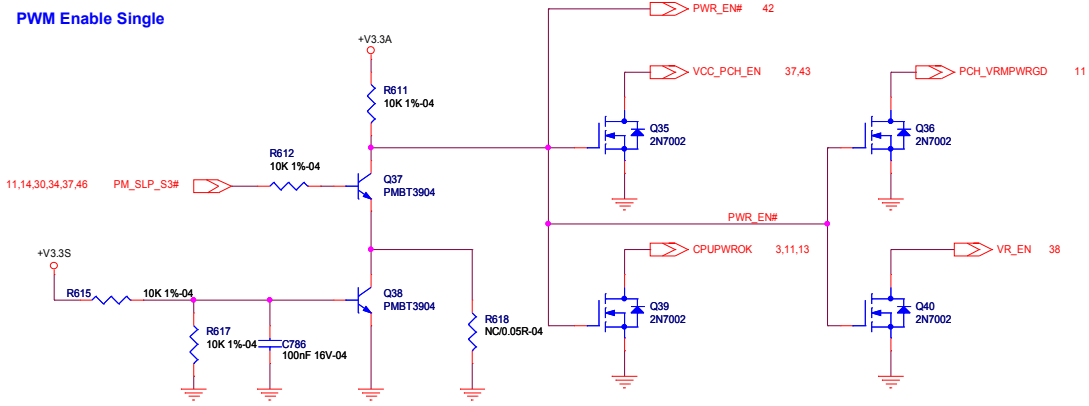 PWM Enable Single
PWR_EN# 42
+V3.3A
VCC_PCH_EN 37,43
PCH_VRMPWRGD 11
R611
10K 1%-04
Q35
2N7002
Q36
2N7002
R612
10K 1%-04
11,14,30,34,37,46 PM_SLP_S3#
Q37
PMBT3904
PWR_EN#
+V3.3S
CPUPWROK 3,11,13
VR_EN 38
R615 10K 1%-04
Q38
PMBT3904
Q39
2N7002
Q40
2N7002
R618
NC/0.05R-04
R617
10K 1%-04
C786
100nF 16V-04